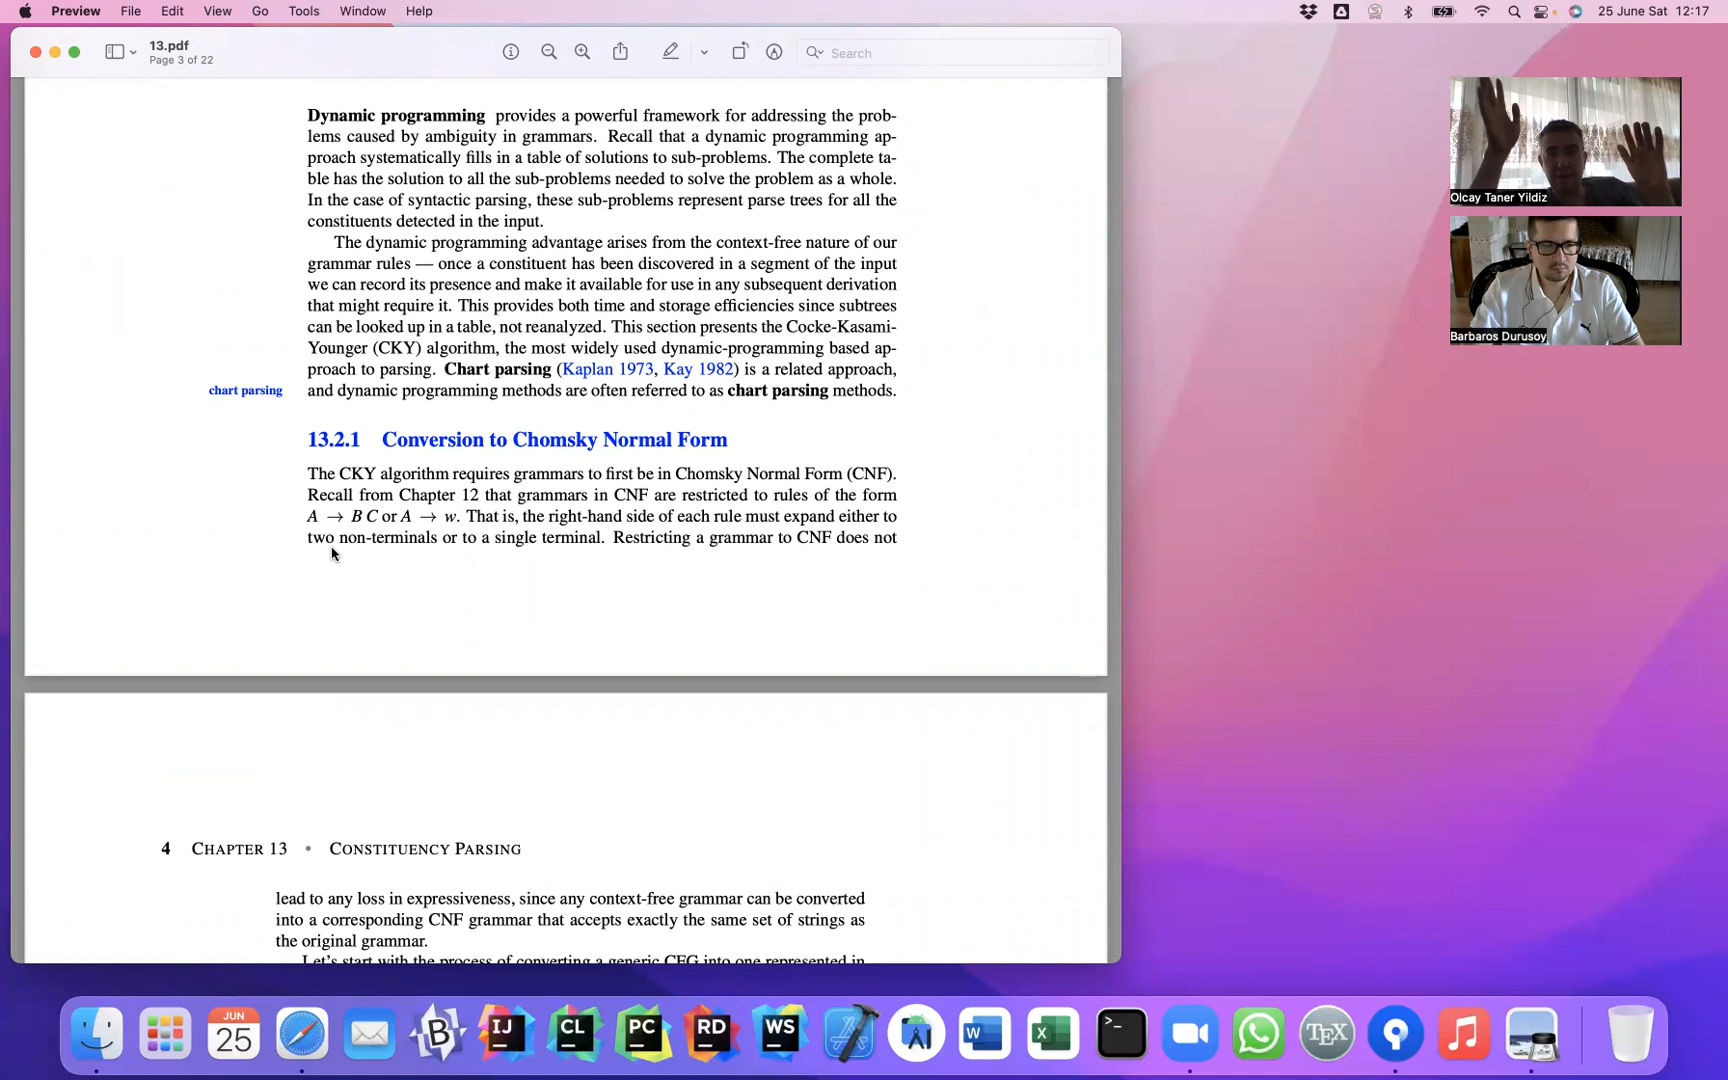 Preview File Edit View Go Tools Window Help
25 June Sat 12:17
13.pdf
Page 3 of 22
Search
Dynamic programming provides a powerful framework for addressing the prob-
lems caused by ambiguity in grammars. Recall that a dynamic programming ap-
proach systematically fills in a table of solutions to sub-problems. The complete ta-
ble has the solution to all the sub-problems needed to solve the problem as a whole.
In the case of syntactic parsing, these sub-problems represent parse trees for all the
constituents detected in the input.
The dynamic programming advantage arises from the context-free nature of our
grammar rules — once a constituent has been discovered in a segment of the input
we can record its presence and make it available for use in any subsequent derivation
that might require it. This provides both time and storage efficiencies since subtrees
can be looked up in a table, not reanalyzed. This section presents the Cocke-Kasami-
Younger (CKY) algorithm, the most widely used dynamic-programming based ap-
proach to parsing. Chart parsing (Kaplan 1973, Kay 1982) is a related approach,
chart parsing
and dynamic programming methods are often referred to as chart parsing methods.
13.2.1 Conversion to Chomsky Normal Form
The CKY algorithm requires grammars to first be in Chomsky Normal Form (CNF).
Recall from Chapter 12 that grammars in CNF are restricted to rules of the form
A → B C or A → w. That is, the right-hand side of each rule must expand either to
two non-terminals or to a single terminal. Restricting a grammar to CNF does not
4 CHAPTER 13 • CONSTITUENCY PARSING
lead to any loss in expressiveness, since any context-free grammar can be converted
into a corresponding CNF grammar that accepts exactly the same set of strings as
the original grammar.
Let's start with the process of converting a generic CFG into one represented in
Olcay Taner Yildiz
Barbaros Durusoy
JUN
25
B
IJ
CL
PC
RD
WS
W
X
>_
TEX